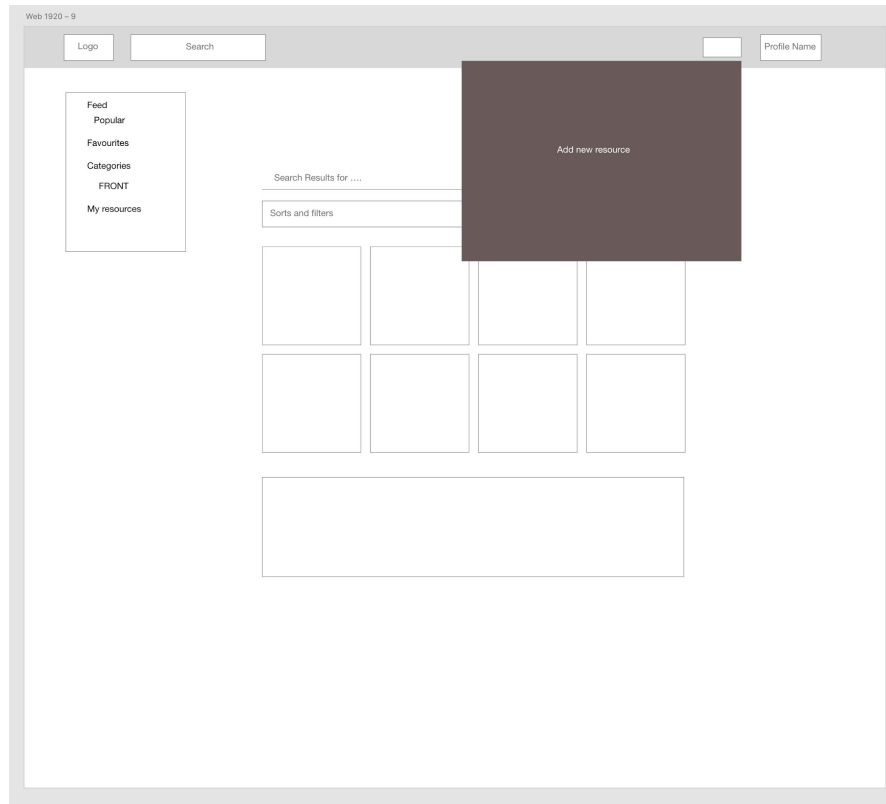 Web 1920 – 9
Logo
Search
Profile Name
Feed
Popular
Favourites
Categories
FRONT
My resources
Add new resource
Search Results for ....
Sorts and filters